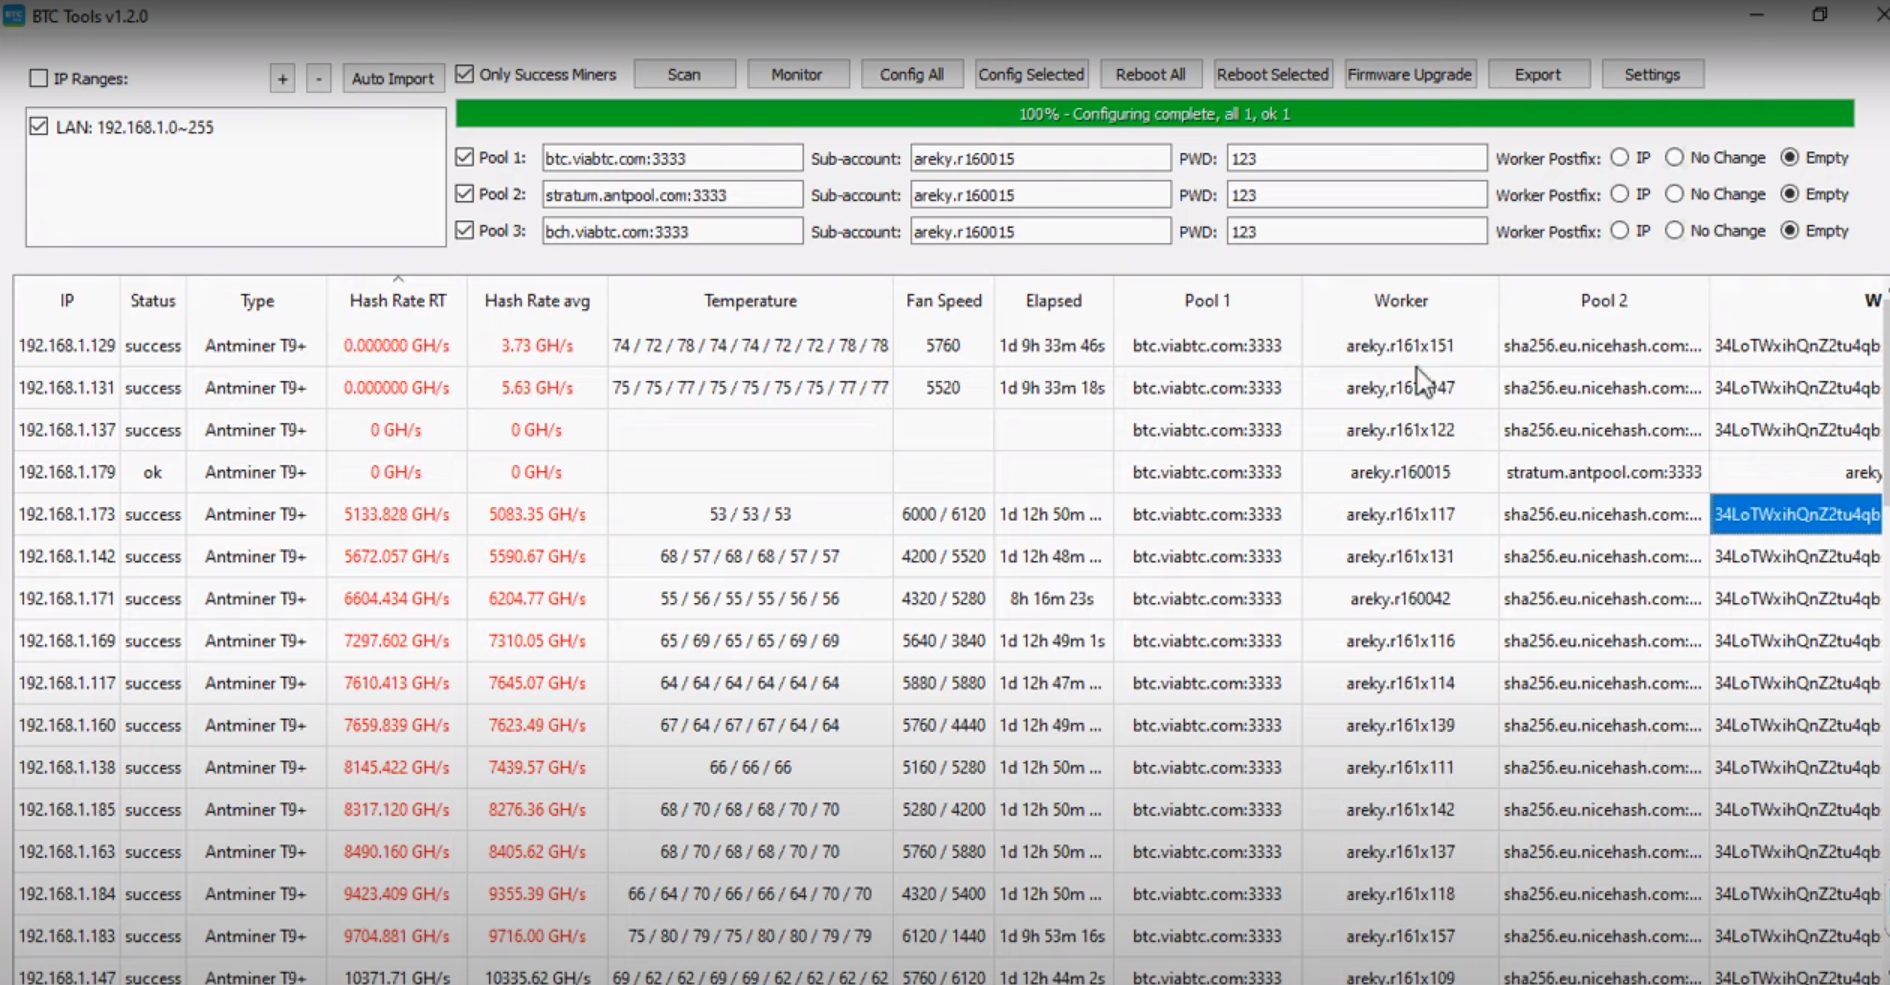 BTC Tools v1.2.0
IP Ranges: + - Auto Import Only Success Miners Scan Monitor Config All Config Selected Reboot All Reboot Selected Firmware Upgrade Export Settings
LAN: 192.168.1.0~255
100% - Configuring complete, all 1, ok 1
Pool 1: btc.viabtc.com:3333 Sub-account: areky.r160015 PWD: 123 Worker Postfix: IP No Change Empty
Pool 2: stratum.antpool.com:3333 Sub-account: areky.r160015 PWD: 123 Worker Postfix: IP No Change Empty
Pool 3: bch.viabtc.com:3333 Sub-account: areky.r160015 PWD: 123 Worker Postfix: IP No Change Empty
IP Status Type Hash Rate RT Hash Rate avg Temperature Fan Speed Elapsed Pool 1 Worker Pool 2 W
192.168.1.129 success Antminer T9+ 0.000000 GH/s 3.73 GH/s 74 / 72 / 78 / 74 / 74 / 72 / 72 / 78 / 78 5760 1d 9h 33m 46s btc.viabtc.com:3333 areky.r161x151 sha256.eu.nicehash.com:... 34LoTWxihQnZ2tu4qb
192.168.1.131 success Antminer T9+ 0.000000 GH/s 5.63 GH/s 75 / 75 / 77 / 75 / 75 / 75 / 75 / 77 / 77 5520 1d 9h 33m 18s btc.viabtc.com:3333 sha256.eu.nicehash.com:... 34LoTWxihQnZ2tu4qb
192.168.1.137 success Antminer T9+ 0 GH/s 0 GH/s btc.viabtc.com:3333 areky.r161x122 sha256.eu.nicehash.com:... 34LoTWxihQnZ2tu4qb
192.168.1.179 ok Antminer T9+ 0 GH/s 0 GH/s btc.viabtc.com:3333 areky.r160015 stratum.antpool.com:3333 areky
192.168.1.173 success Antminer T9+ 5133.828 GH/s 5083.35 GH/s 53 / 53 / 53 6000 / 6120 1d 12h 50m ... btc.viabtc.com:3333 areky.r161x117 sha256.eu.nicehash.com:... 34LoTWxihQnZ2tu4qb
192.168.1.142 success Antminer T9+ 5672.057 GH/s 5590.67 GH/s 68 / 57 / 68 / 68 / 57 / 57 4200 / 5520 1d 12h 48m ... btc.viabtc.com:3333 areky.r161x131 sha256.eu.nicehash.com:... 34LoTWxihQnZ2tu4qb
192.168.1.171 success Antminer T9+ 6604.434 GH/s 6204.77 GH/s 55 / 56 / 55 / 55 / 56 / 56 4320 / 5280 8h 16m 23s btc.viabtc.com:3333 areky.r160042 sha256.eu.nicehash.com:... 34LoTWxihQnZ2tu4qb
192.168.1.169 success Antminer T9+ 7297.602 GH/s 7310.05 GH/s 65 / 69 / 65 / 65 / 69 / 69 5640 / 3840 1d 12h 49m 1s btc.viabtc.com:3333 areky.r161x116 sha256.eu.nicehash.com:... 34LoTWxihQnZ2tu4qb
192.168.1.117 success Antminer T9+ 7610.413 GH/s 7645.07 GH/s 64 / 64 / 64 / 64 / 64 / 64 5880 / 5880 1d 12h 47m ... btc.viabtc.com:3333 areky.r161x114 sha256.eu.nicehash.com:... 34LoTWxihQnZ2tu4qb
192.168.1.160 success Antminer T9+ 7659.839 GH/s 7623.49 GH/s 67 / 64 / 67 / 67 / 64 / 64 5760 / 4440 1d 12h 49m ... btc.viabtc.com:3333 areky.r161x139 sha256.eu.nicehash.com:... 34LoTWxihQnZ2tu4qb
192.168.1.138 success Antminer T9+ 8145.422 GH/s 7439.57 GH/s 66 / 66 / 66 5160 / 5280 1d 12h 50m ... btc.viabtc.com:3333 areky.r161x111 sha256.eu.nicehash.com:... 34LoTWxihQnZ2tu4qb
192.168.1.185 success Antminer T9+ 8317.120 GH/s 8276.36 GH/s 68 / 70 / 68 / 68 / 70 / 70 5280 / 4200 1d 12h 50m ... btc.viabtc.com:3333 areky.r161x142 sha256.eu.nicehash.com:... 34LoTWxihQnZ2tu4qb
192.168.1.163 success Antminer T9+ 8490.160 GH/s 8405.62 GH/s 68 / 70 / 68 / 68 / 70 / 70 5760 / 5880 1d 12h 50m ... btc.viabtc.com:3333 areky.r161x137 sha256.eu.nicehash.com:... 34LoTWxihQnZ2tu4qb
192.168.1.184 success Antminer T9+ 9423.409 GH/s 9355.39 GH/s 66 / 64 / 70 / 66 / 66 / 64 / 70 / 70 4320 / 5400 1d 12h 50m ... btc.viabtc.com:3333 areky.r161x118 sha256.eu.nicehash.com:... 34LoTWxihQnZ2tu4qb
192.168.1.183 success Antminer T9+ 9704.881 GH/s 9716.00 GH/s 75 / 80 / 79 / 75 / 80 / 80 / 79 / 79 6120 / 1440 1d 9h 53m 16s btc.viabtc.com:3333 areky.r161x157 sha256.eu.nicehash.com:... 34LoTWxihQnZ2tu4qb
192.168.1.147 success Antminer T9+ 10371.71 GH/s 10335.62 GH/s 69 / 62 / 62 / 69 / 69 / 62 / 62 / 62 / 62 5760 / 6120 1d 12h 44m 2s btc.viabtc.com:3333 areky.r161x109 sha256.eu.nicehash.com:... 34LoTWxihQnZ2tu4qb